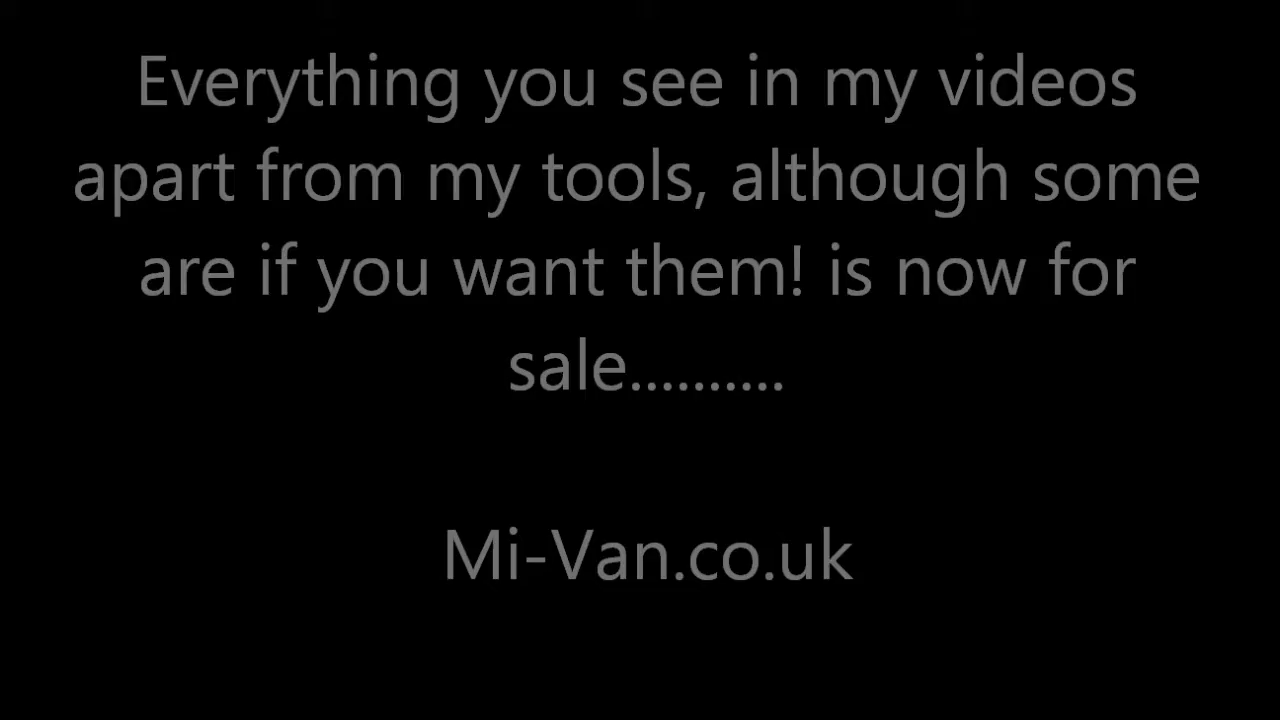 Everything you see in my videos
apart from my tools, although some
are if you want them! is now for
sale..........
Mi-Van.co.uk